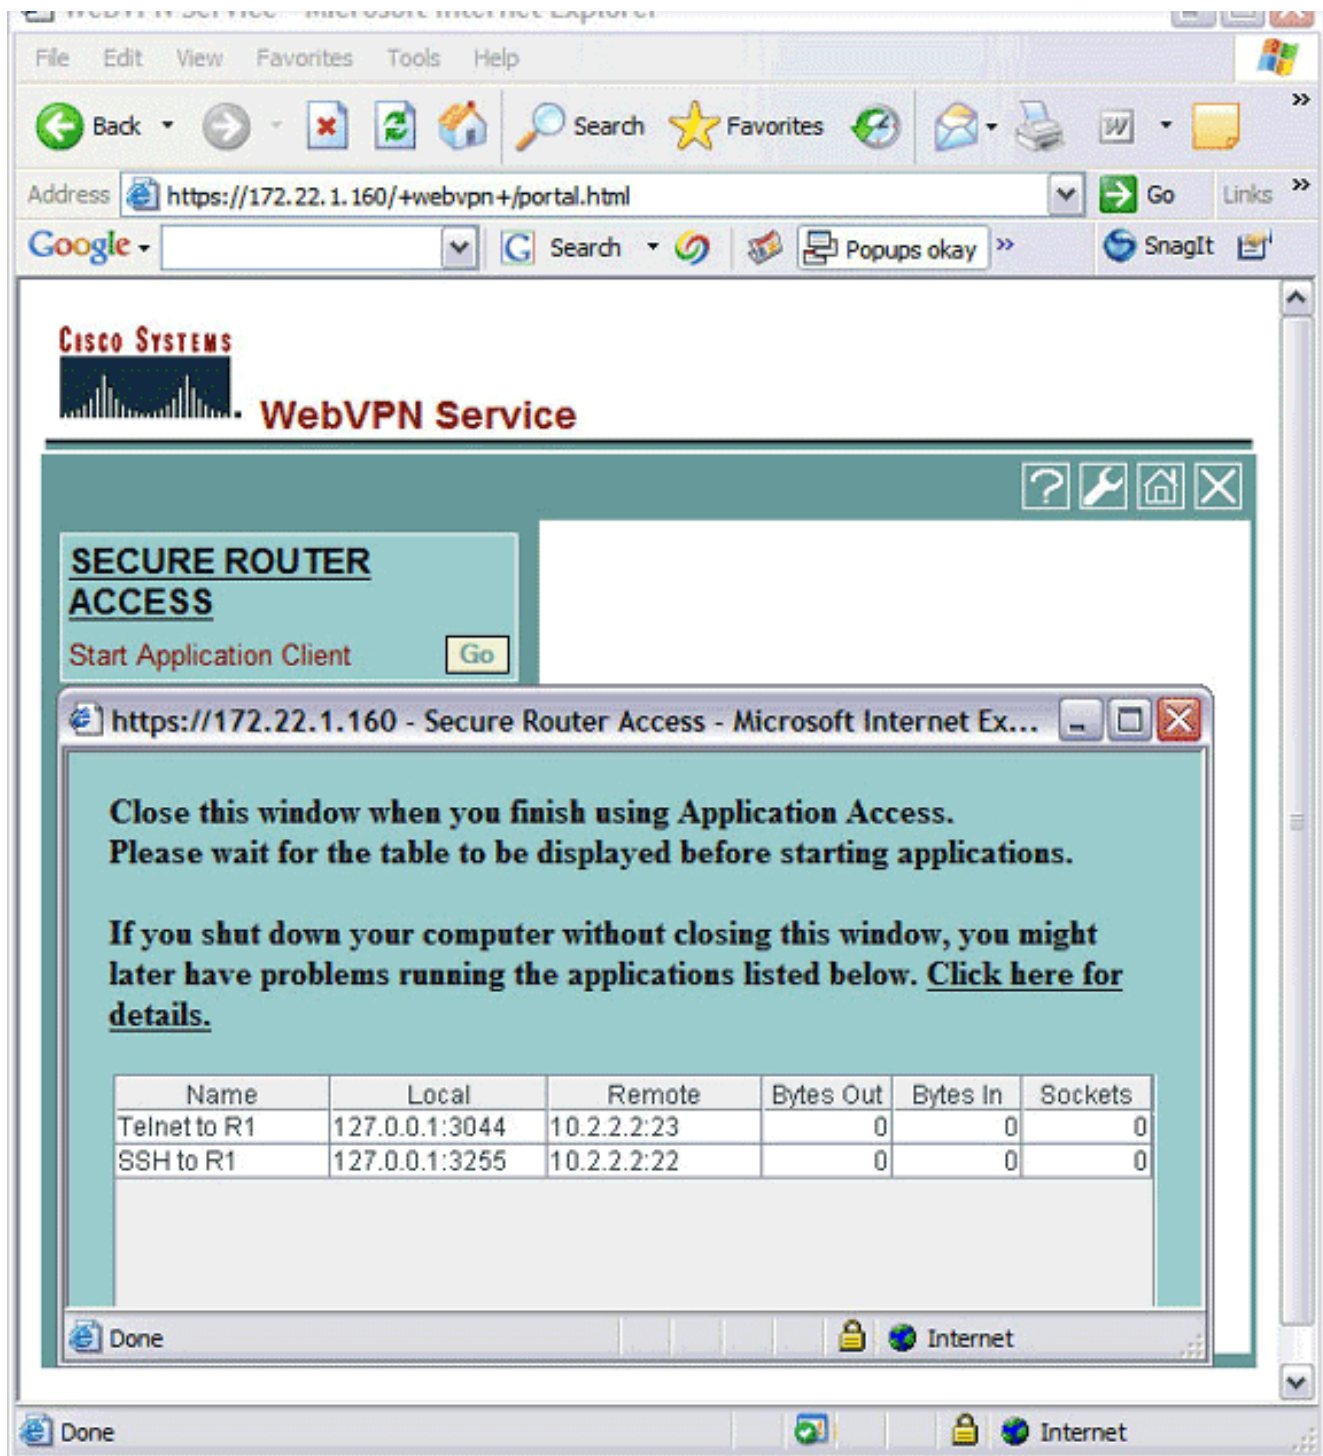 WebVPN Service - Microsoft Internet Explorer
File Edit View Favorites Tools Help
Back Search Favorites
Address https://172.22.1.160/+webvpn+/portal.html Go Links
Google Search Popups okay SnagIt
CISCO SYSTEMS
WebVPN Service
SECURE ROUTER
ACCESS
Start Application Client Go
https://172.22.1.160 - Secure Router Access - Microsoft Internet Ex...
Close this window when you finish using Application Access.
Please wait for the table to be displayed before starting applications.
If you shut down your computer without closing this window, you might
later have problems running the applications listed below. Click here for
details.
Name Local Remote Bytes Out Bytes In Sockets
Telnet to R1 127.0.0.1:3044 10.2.2.2:23 0 0 0
SSH to R1 127.0.0.1:3255 10.2.2.2:22 0 0 0
Done Internet
Done Internet